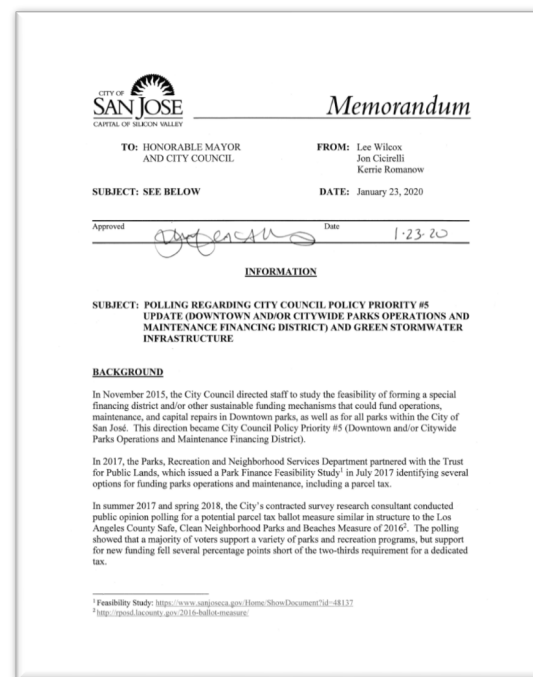 CITY OF
SAN JOSE
CAPITAL OF SILICON VALLEY
Memorandum
TO: HONORABLE MAYOR
AND CITY COUNCIL
FROM: Lee Wilcox
Jon Cicirelli
Kerrie Romanow
SUBJECT: SEE BELOW
DATE: January 23, 2020
Approved
Date
1-23-20
INFORMATION
SUBJECT: POLLING REGARDING CITY COUNCIL POLICY PRIORITY #5
UPDATE (DOWNTOWN AND/OR CITYWIDE PARKS OPERATIONS AND
MAINTENANCE FINANCING DISTRICT) AND GREEN STORMWATER
INFRASTRUCTURE
BACKGROUND
In November 2015, the City Council directed staff to study the feasibility of forming a special
financing district and/or other sustainable funding mechanisms that could fund operations,
maintenance, and capital repairs in Downtown parks, as well as for all parks within the City of
San José. This direction became City Council Policy Priority #5 (Downtown and/or Citywide
Parks Operations and Maintenance Financing District).
In 2017, the Parks, Recreation and Neighborhood Services Department partnered with the Trust
for Public Lands, which issued a Park Finance Feasibility Study¹ in July 2017 identifying several
options for funding parks operations and maintenance, including a parcel tax.
In summer 2017 and spring 2018, the City's contracted survey research consultant conducted
public opinion polling for a potential parcel tax ballot measure similar in structure to the Los
Angeles County Safe, Clean Neighborhood Parks and Beaches Measure of 2016². The polling
showed that a majority of voters support a variety of parks and recreation programs, but support
for new funding fell several percentage points short of the two-thirds requirement for a dedicated
tax.
¹ Feasibility Study: https://www.sanjoseca.gov/Home/ShowDocument?id=48137
² http://rposd.lacounty.gov/2016-ballot-measure/